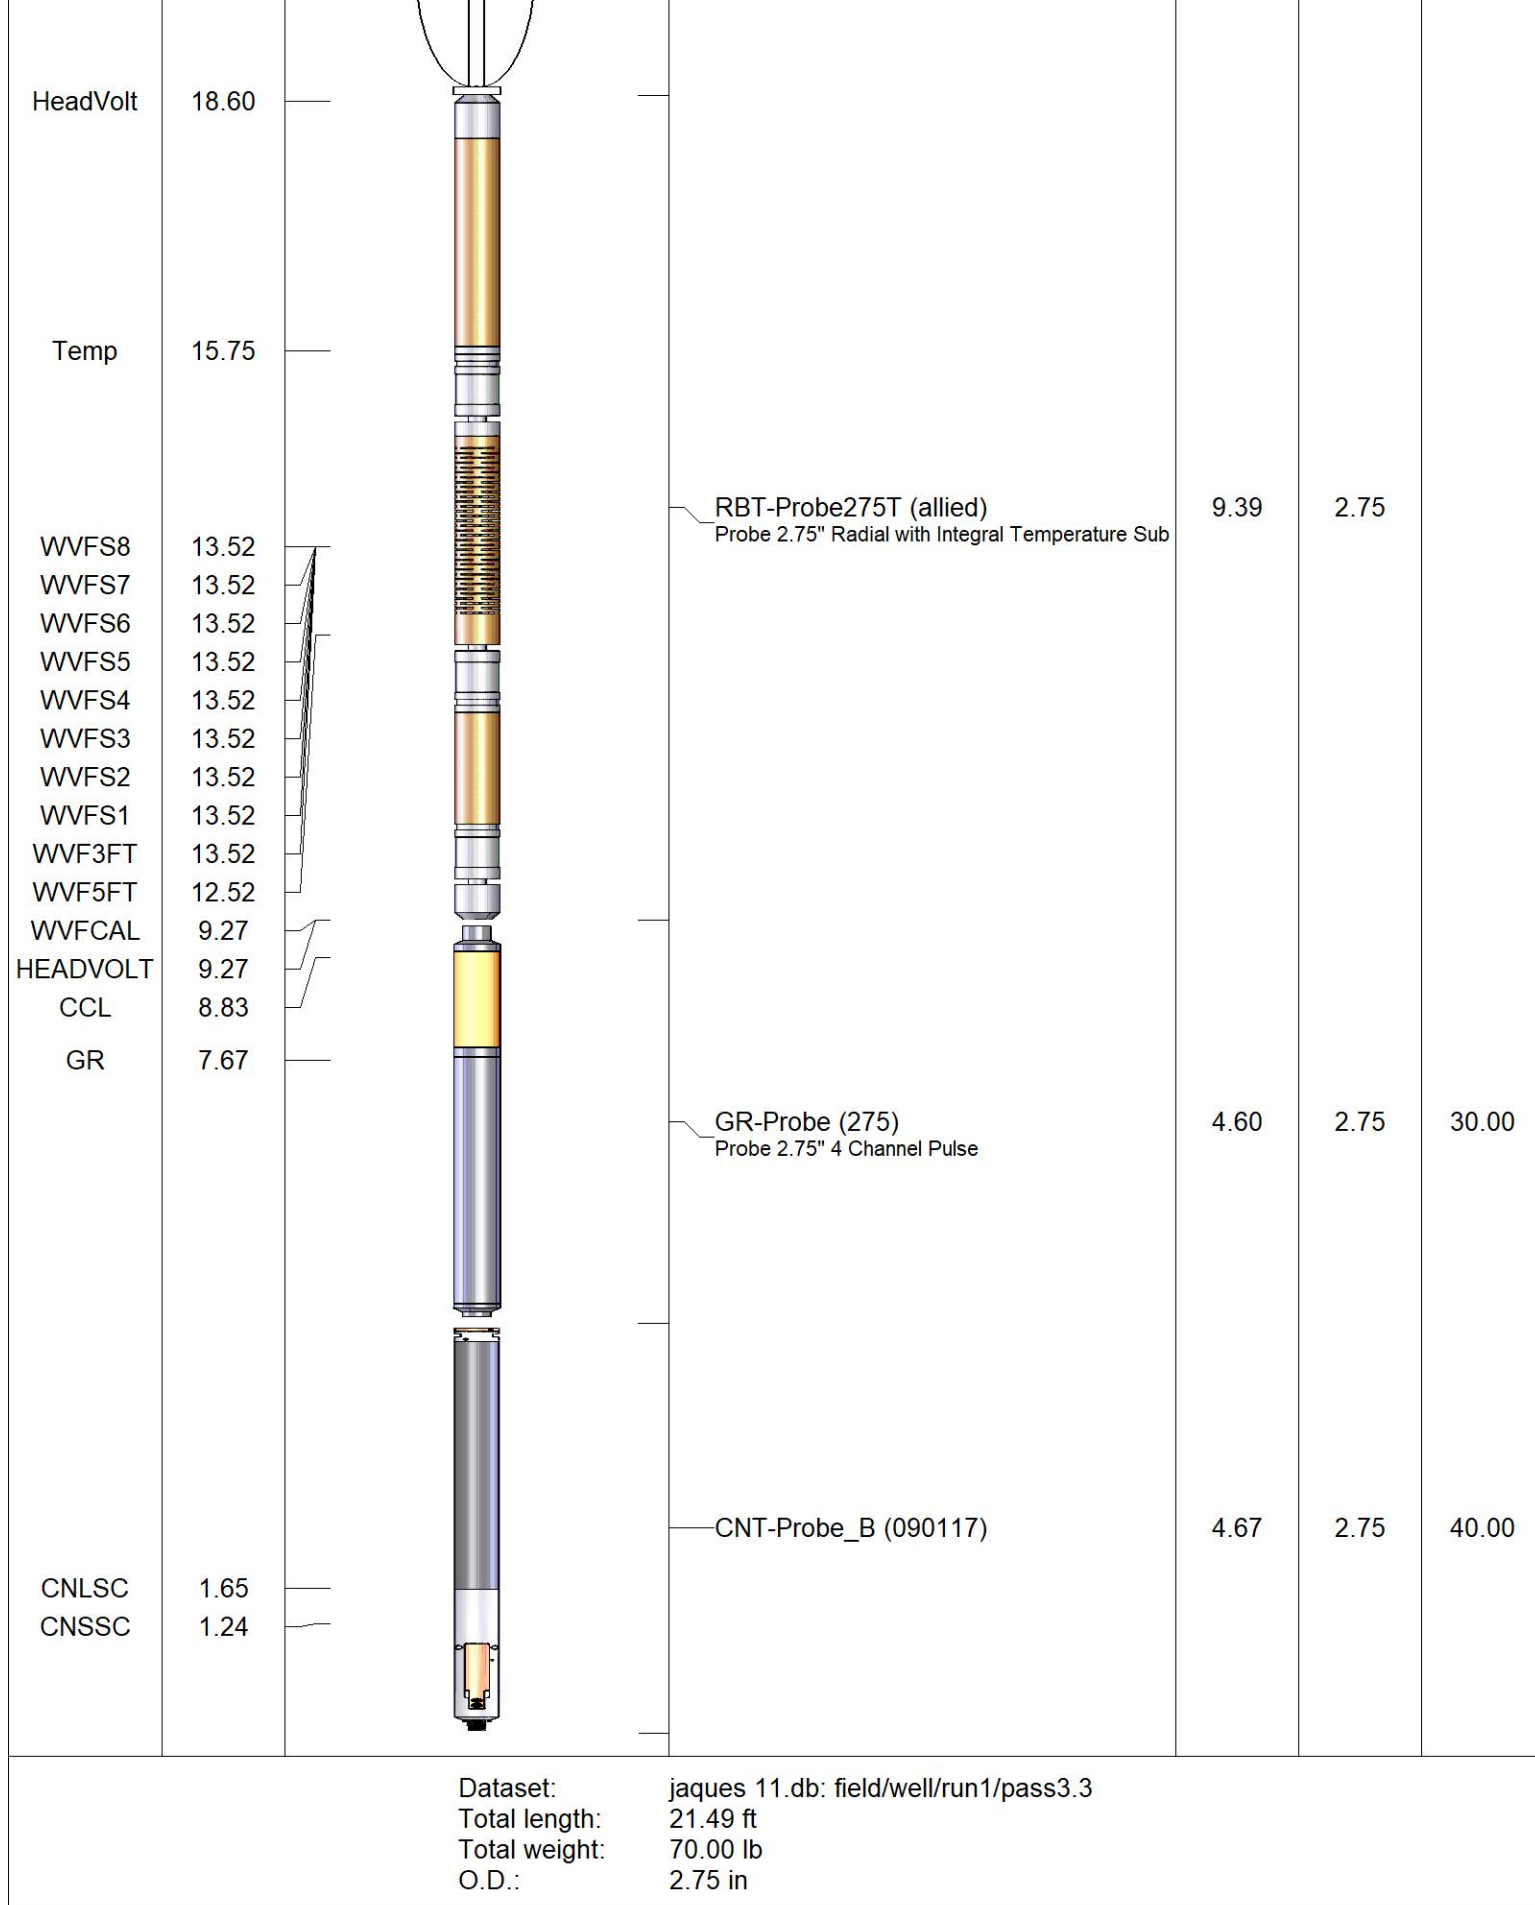 HeadVolt 18.60
Temp 15.75
RBT-Probe275T (allied) 9.39 2.75
Probe 2.75" Radial with Integral Temperature Sub
WVFS8 13.52
WVFS7 13.52
WVFS6 13.52
WVFS5 13.52
WVFS4 13.52
WVFS3 13.52
WVFS2 13.52
WVFS1 13.52
WVF3FT 13.52
WVF5FT 12.52
WVFCAL 9.27
HEADVOLT 9.27
CCL 8.83
GR 7.67
GR-Probe (275) 4.60 2.75 30.00
Probe 2.75" 4 Channel Pulse
CNT-Probe_B (090117) 4.67 2.75 40.00
CNLSC 1.65
CNSSC 1.24
Dataset: jaques 11.db: field/well/run1/pass3.3
Total length: 21.49 ft
Total weight: 70.00 lb
O.D.: 2.75 in